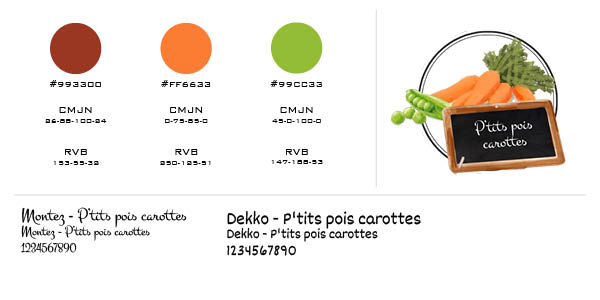 #993300 #FF6633 #99CC33
CMJN CMJN CMJN
26-88-100-24 0-75-85-0 45-0-100-0
RVB RVB RVB
153-55-32 250-125-51 147-188-53
P'tits pois
carottes
Montez - P'tits pois carottes
Montez - P'tits pois carottes
1234567890
Dekko - P'tits pois carottes
Dekko - P'tits pois carottes
1234567890